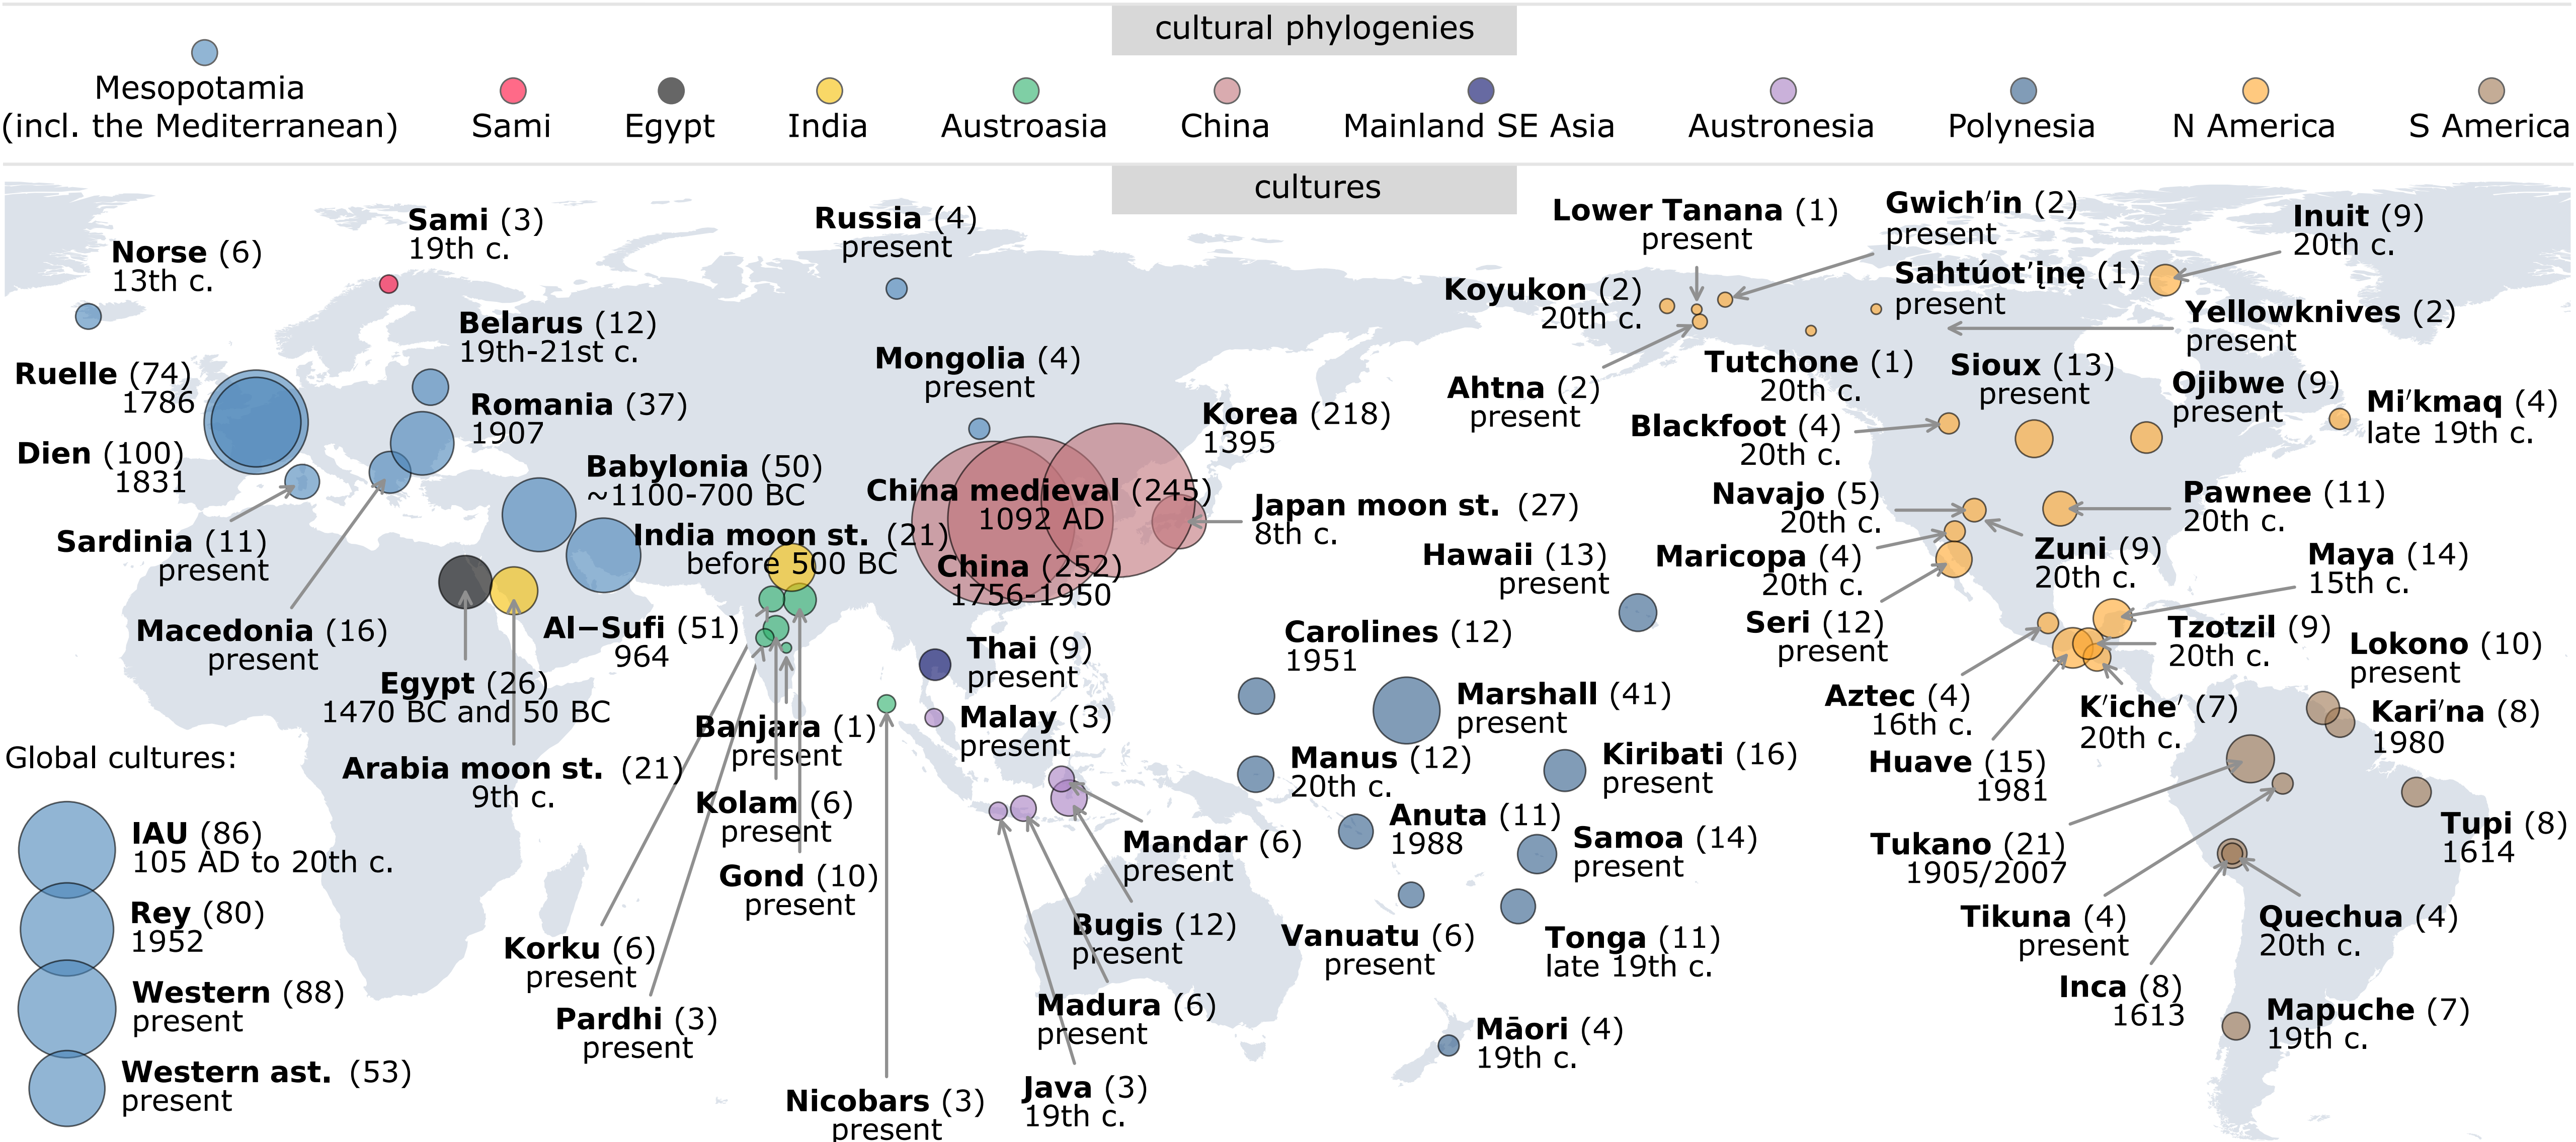 cultural phylogenies
Mesopotamia
(incl. the Mediterranean)
Sami
Egypt
India
Austroasia
China
Mainland SE Asia
Austronesia
Polynesia
N America
S America
cultures
Norse (6)
13th c.
Sami (3)
19th c.
Russia (4)
present
Lower Tanana (1)
present
Gwich′in (2)
present
Inuit (9)
20th c.
Koyukon (2)
20th c.
Sahtúot′įnę (1)
present
Yellowknives (2)
present
Belarus (12)
19th-21st c.
Ruelle (74)
1786
Mongolia (4)
present
Ahtna (2)
present
Tutchone (1)
20th c.
Sioux (13)
present
Ojibwe (9)
present
Mi′kmaq (4)
late 19th c.
Romania (37)
1907
Korea (218)
1395
Blackfoot (4)
20th c.
Dien (100)
1831
Babylonia (50)
~1100-700 BC
China medieval (245)
1092 AD
Japan moon st. (27)
8th c.
Navajo (5)
20th c.
Pawnee (11)
20th c.
Sardinia (11)
present
India moon st. (21)
before 500 BC
China (252)
1756-1950
Hawaii (13)
present
Maricopa (4)
20th c.
Zuni (9)
20th c.
Maya (14)
15th c.
Macedonia (16)
present
Al−Sufi (51)
964
Thai (9)
present
Carolines (12)
1951
Seri (12)
present
Tzotzil (9)
20th c.
Lokono (10)
present
Egypt (26)
1470 BC and 50 BC
Banjara (1)
present
Malay (3)
present
Marshall (41)
present
Aztec (4)
16th c.
K′iche′ (7)
20th c.
Kari′na (8)
1980
Global cultures:
Arabia moon st. (21)
9th c.
Manus (12)
20th c.
Kiribati (16)
present
Huave (15)
1981
IAU (86)
105 AD to 20th c.
Kolam (6)
present
Mandar (6)
present
Anuta (11)
1988
Samoa (14)
present
Tukano (21)
1905/2007
Tupi (8)
1614
Gond (10)
present
Rey (80)
1952
Korku (6)
present
Bugis (12)
present
Vanuatu (6)
present
Tonga (11)
late 19th c.
Tikuna (4)
present
Quechua (4)
20th c.
Western (88)
present
Pardhi (3)
present
Madura (6)
present
Māori (4)
19th c.
Inca (8)
1613
Mapuche (7)
19th c.
Western ast. (53)
present
Nicobars (3)
present
Java (3)
19th c.